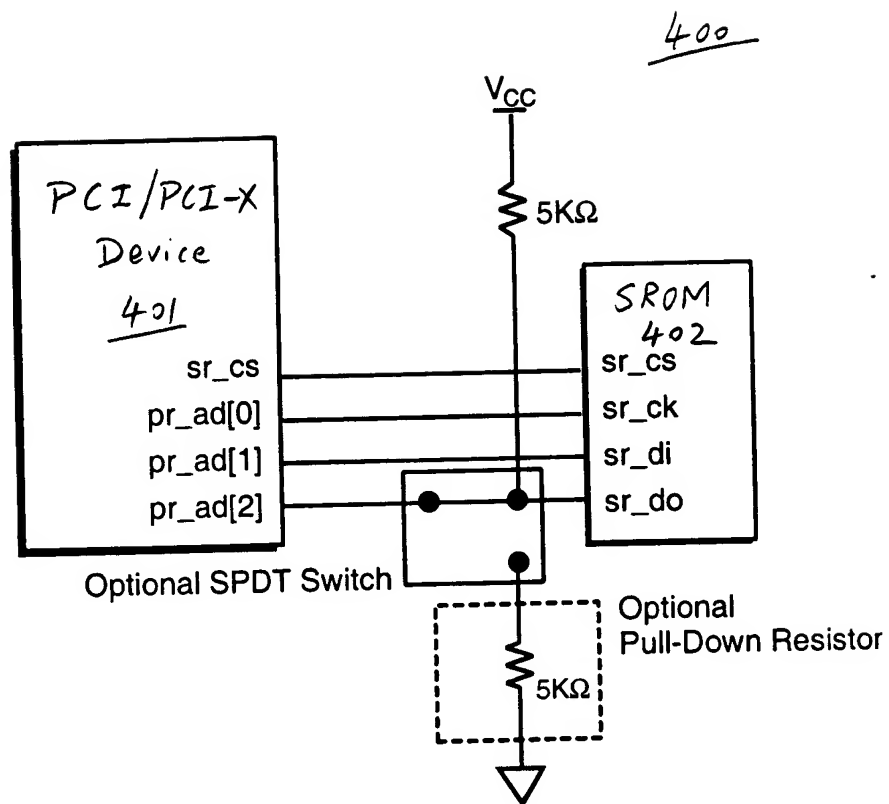 400
VCC
5KΩ
PCI/PCI-X
Device
401
sr_cs
pr_ad[0]
pr_ad[1]
pr_ad[2]
SROM
402
sr_cs
sr_ck
sr_di
sr_do
Optional SPDT Switch
Optional
Pull-Down Resistor
5KΩ